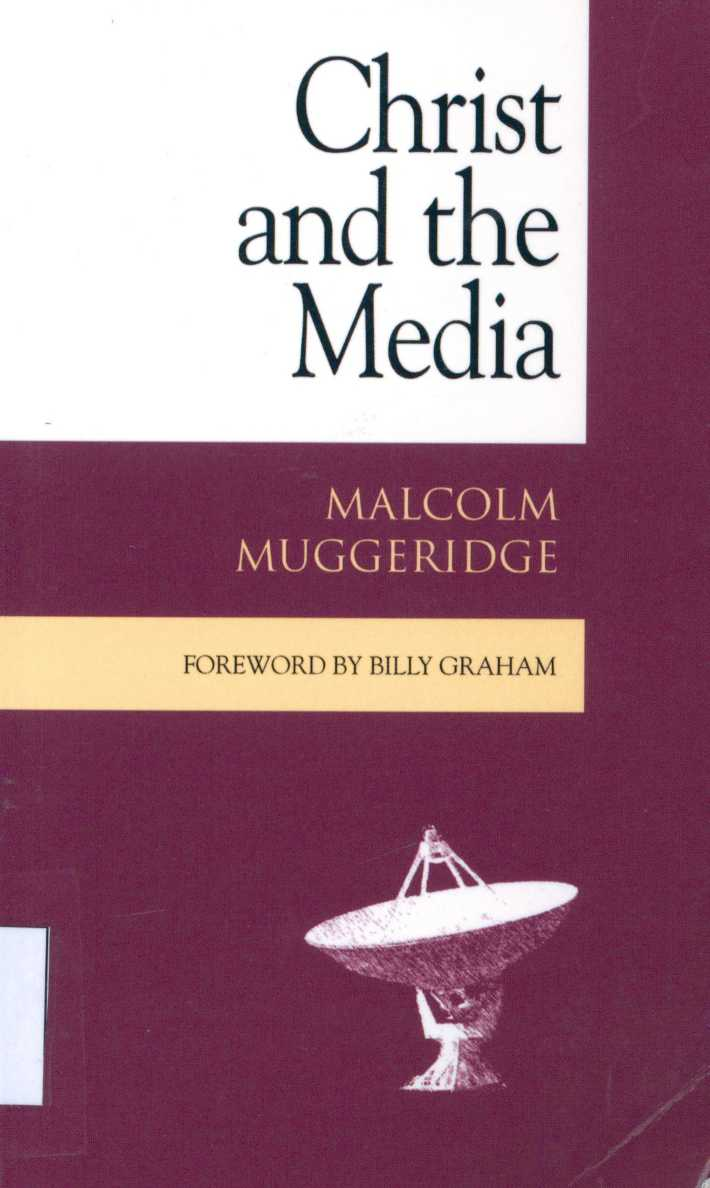 Christ
and the
Media
MALCOLM
MUGGERIDGE
FOREWORD BY BILLY GRAHAM